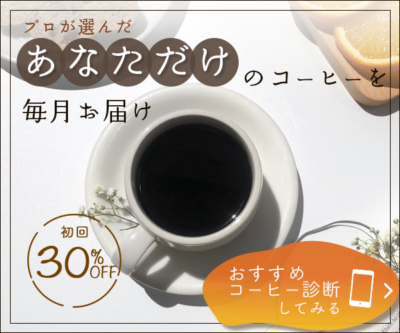 プロが選んだ
あなただけのコーヒーを
毎月お届け
初回
30%OFF
おすすめ
コーヒー診断
してみる